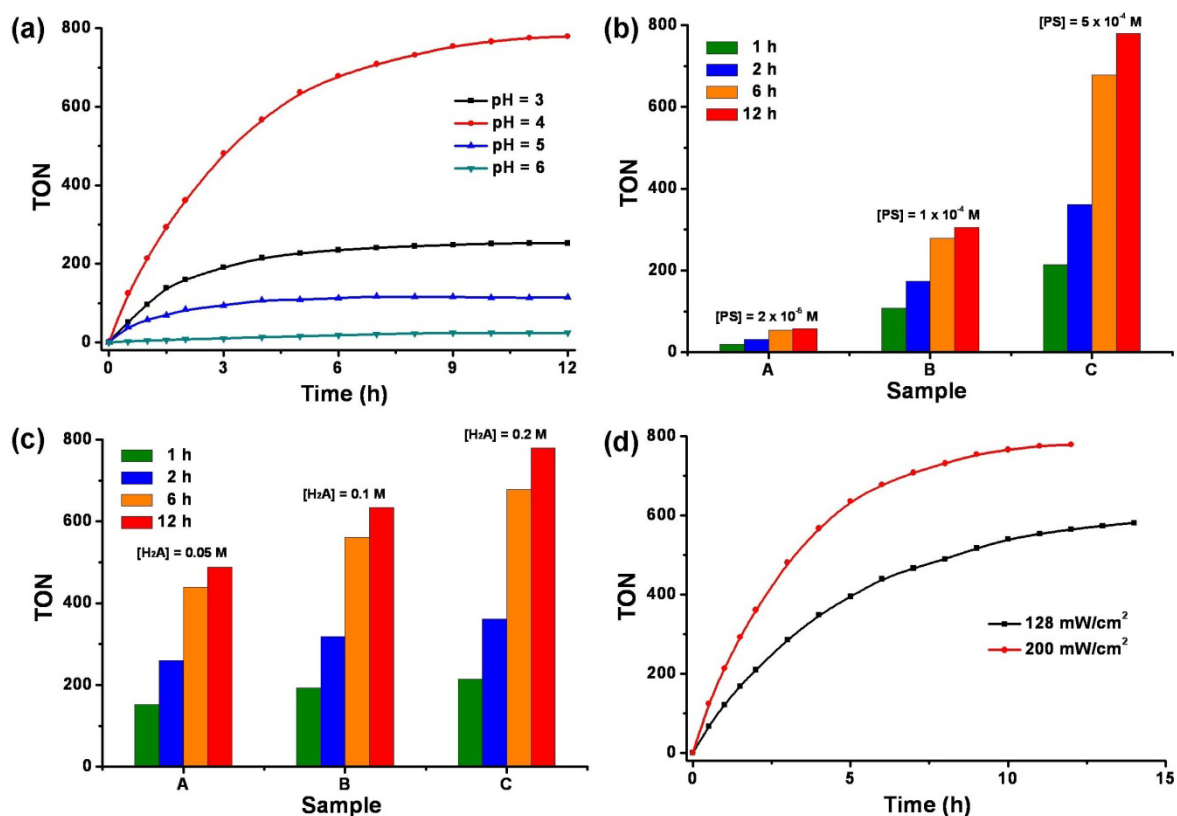 (a)
800
600
400
200
0
TON
0
3
6
9
12
Time (h)
pH = 3
pH = 4
pH = 5
pH = 6
(b)
800
600
400
200
0
TON
1 h
2 h
6 h
12 h
[PS] = 2 x 10⁻⁵ M
[PS] = 1 x 10⁻⁴ M
[PS] = 5 x 10⁻⁴ M
A
B
C
Sample
(c)
800
600
400
200
0
TON
1 h
2 h
6 h
12 h
[H₂A] = 0.05 M
[H₂A] = 0.1 M
[H₂A] = 0.2 M
A
B
C
Sample
(d)
800
600
400
200
0
TON
128 mW/cm²
200 mW/cm²
0
5
10
15
Time (h)